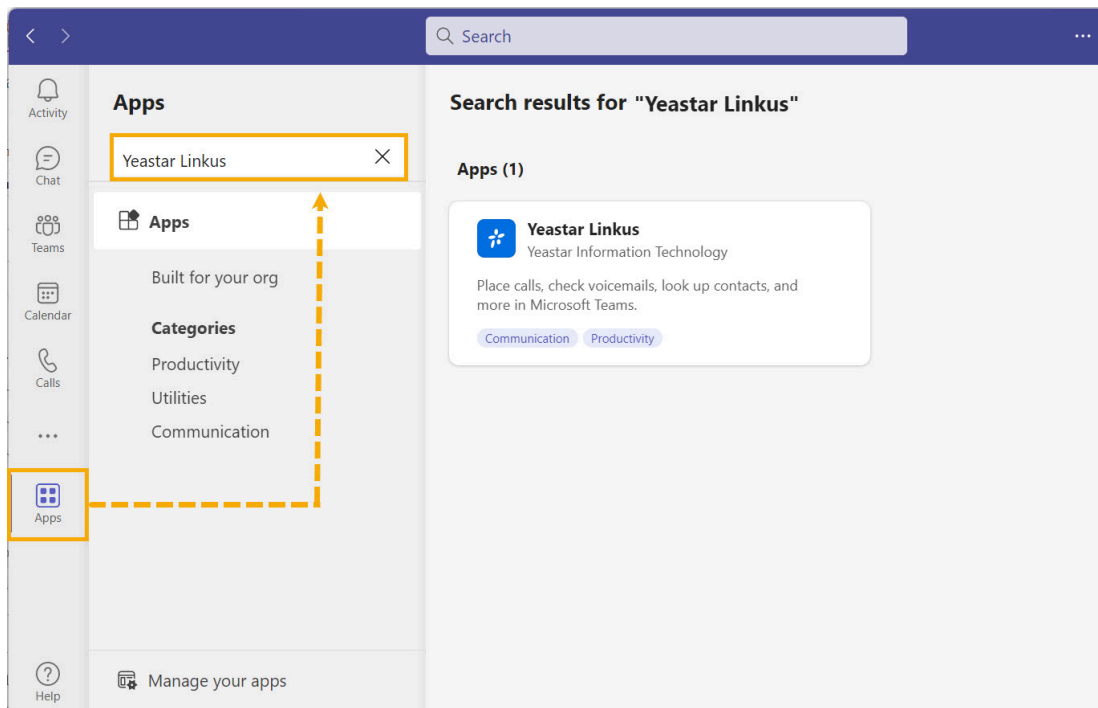 Search
Activity
Chat
Teams
Calendar
Calls
Apps
Help
Apps
Yeastar Linkus
Apps
Built for your org
Categories
Productivity
Utilities
Communication
Manage your apps
Search results for "Yeastar Linkus"
Apps (1)
Yeastar Linkus
Yeastar Information Technology
Place calls, check voicemails, look up contacts, and
more in Microsoft Teams.
Communication Productivity